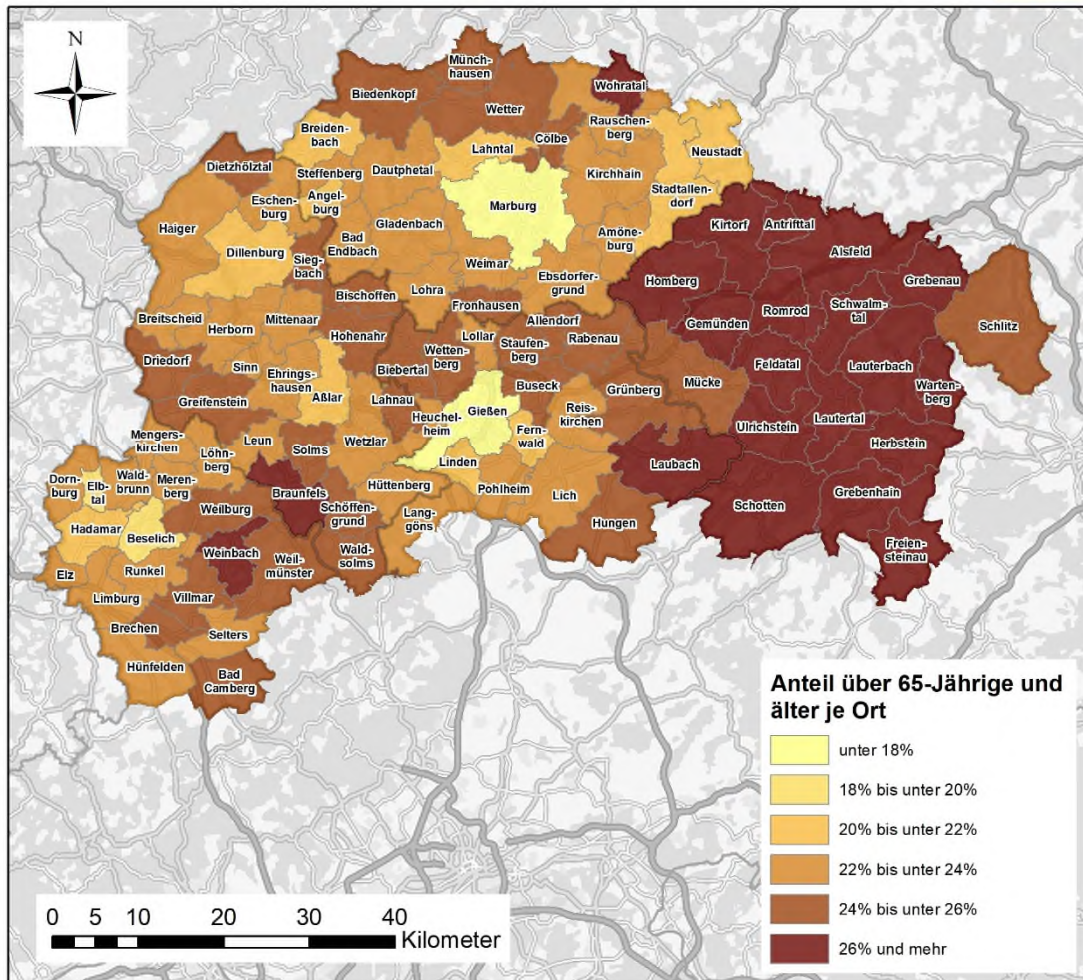 N
Münch-
hausen
Biedenkopf
Wohratal
Wetter
Rauschen-
berg
Cölbe
Breiden-
bach
Lahntal
Neustadt
Dietzhölztal
Steffenberg
Dautphetal
Kirchhain
Stadtallen-
dorf
Angel-
burg
Eschen-
burg
Marburg
Haiger
Gladenbach
Amöne-
burg
Kirtorf
Antrifttal
Bad
Endbach
Dillenburg
Alsfeld
Sieg-
bach
Weimar
Ebsdorfer-
grund
Homberg
Grebenau
Bischoffen
Lohra
Fronhausen
Romrod
Schwalm-
tal
Breitscheid
Mittenaar
Allendorf
Gemünden
Schlitz
Herborn
Hohenahr
Lollar
Staufen-
berg
Rabenau
Wetten-
berg
Driedorf
Sinn
Ehrings-
hausen
Biebertal
Feldatal
Lauterbach
Buseck
Grünberg
Mücke
Warten-
berg
Greifenstein
Aßlar
Lahnau
Heuchel-
heim
Gießen
Reis-
kirchen
Fern-
wald
Ulrichstein
Lautertal
Mengers-
kirchen
Leun
Wetzlar
Herbstein
Löhn-
berg
Solms
Linden
Laubach
Dorn-
burg
Elb-
tal
Wald-
brunn
Meren-
berg
Hüttenberg
Pohlheim
Lich
Grebenhain
Braunfels
Schöffen-
grund
Lang-
göns
Schotten
Hadamar
Weilburg
Hungen
Beselich
Weinbach
Weil-
münster
Wald-
solms
Freien-
steinau
Elz
Runkel
Limburg
Villmar
Brechen
Selters
Hünfelden
Bad
Camberg
Anteil über 65-Jährige und
älter je Ort
unter 18%
18% bis unter 20%
20% bis unter 22%
22% bis unter 24%
24% bis unter 26%
26% und mehr
0 5 10 20 30 40
Kilometer